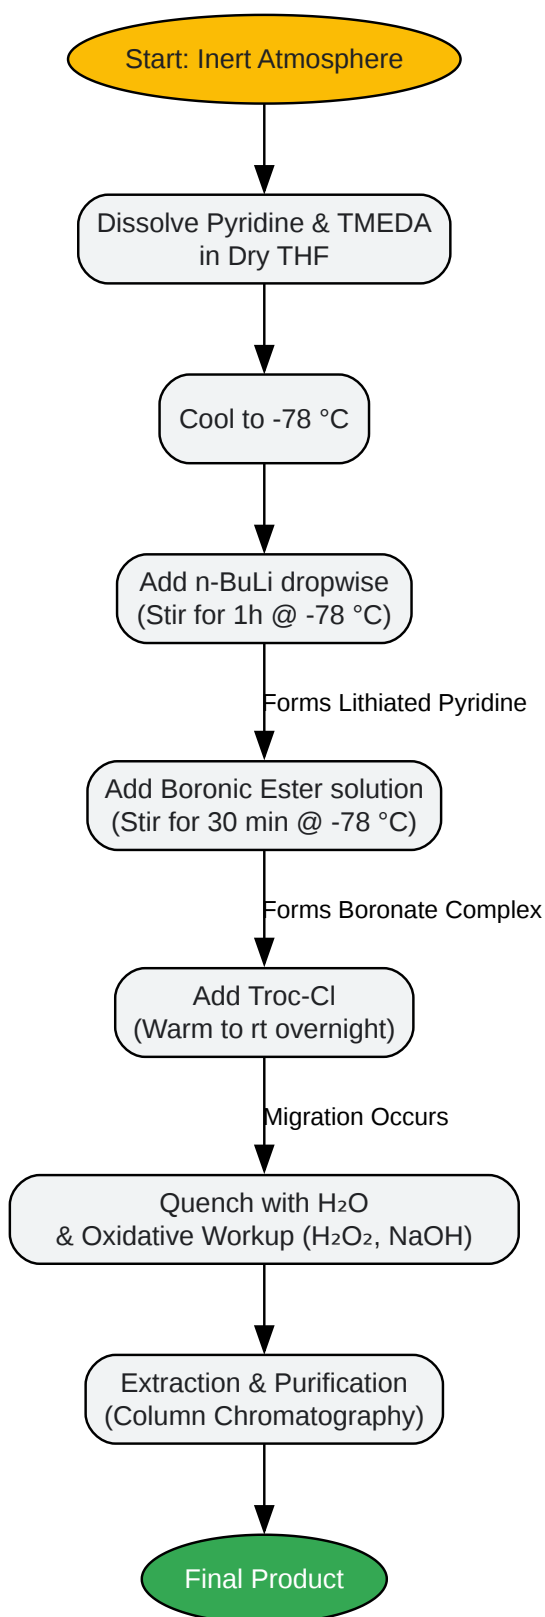 Start: Inert Atmosphere
Dissolve Pyridine & TMEDA
in Dry THF
Cool to -78 °C
Add n-BuLi dropwise
(Stir for 1h @ -78 °C)
Forms Lithiated Pyridine
Add Boronic Ester solution
(Stir for 30 min @ -78 °C)
Forms Boronate Complex
Add Troc-Cl
(Warm to rt overnight)
Migration Occurs
Quench with H₂O
& Oxidative Workup (H₂O₂, NaOH)
Extraction & Purification
(Column Chromatography)
Final Product